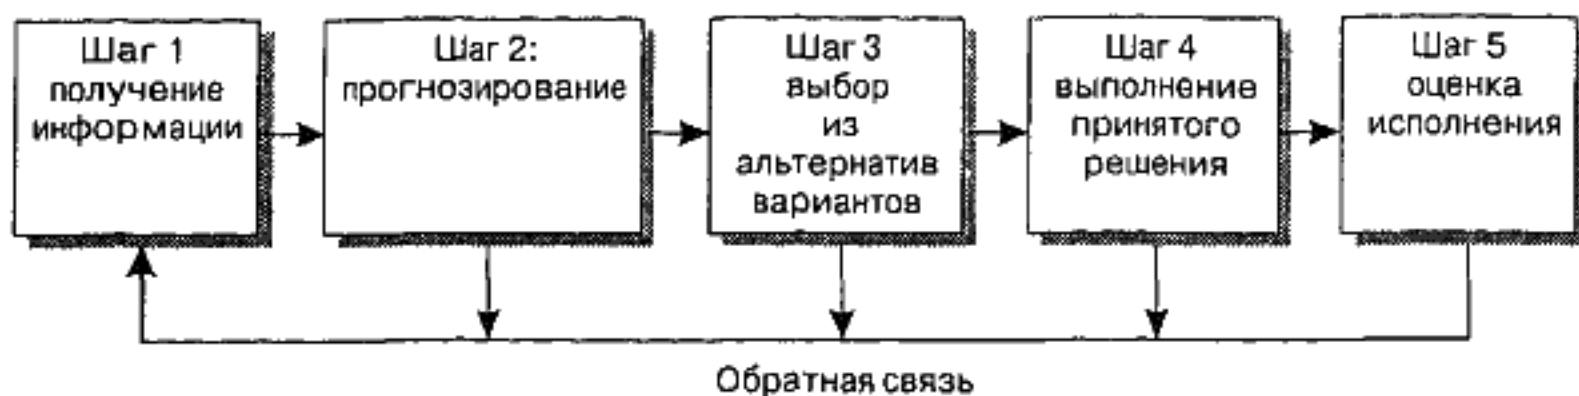 Шаг 1
получение
информации
Шаг 2:
прогнозирование
Шаг 3
выбор
из
альтернатив
вариантов
Шаг 4
выполнение
принятого
решения
Шаг 5
оценка
исполнения
Обратная связь